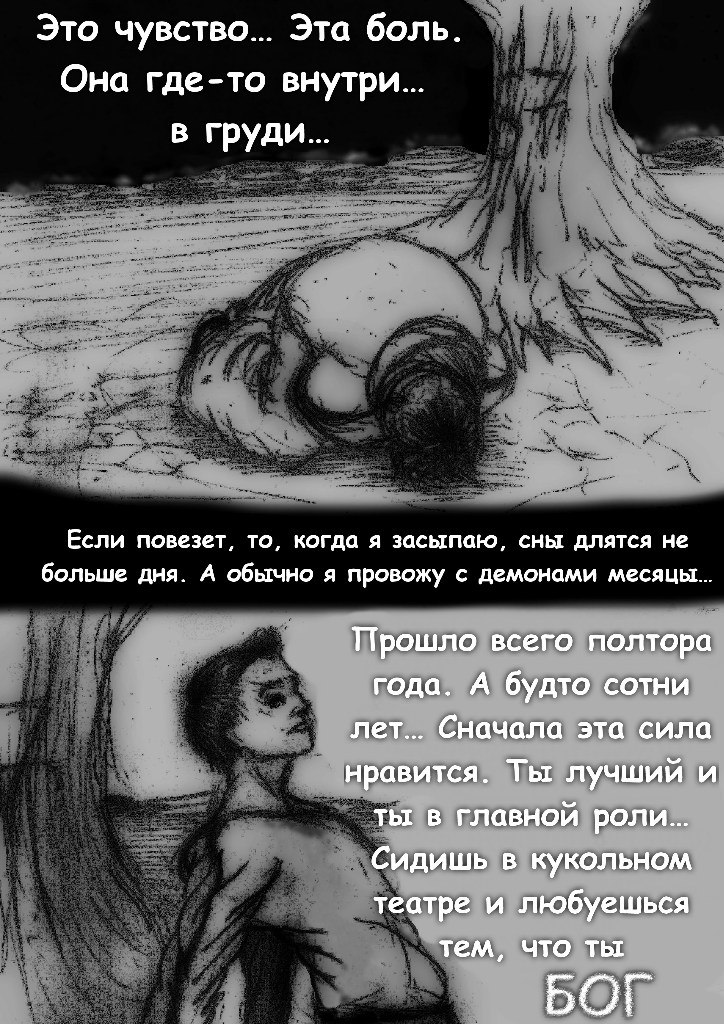 Это чувство... Эта боль.
Она где-то внутри...
в груди...
Если повезет, то, когда я засыпаю, сны длятся не
больше дня. А обычно я провожу с демонами месяцы...
Прошло всего полтора
года. А будто сотни
лет... Сначала эта сила
нравится. Ты лучший и
ты в главной роли...
Сидишь в кукольном
театре и любуешься
тем, что ты
БОГ